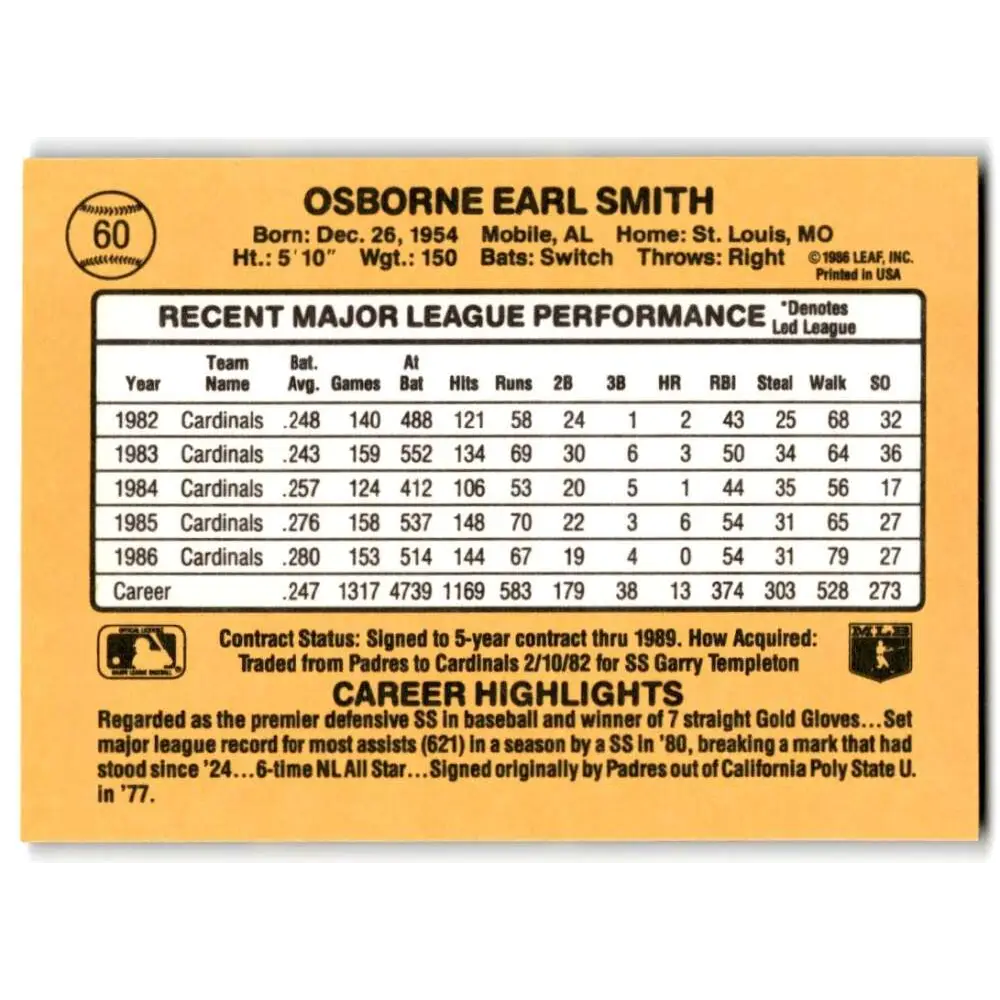 60
OSBORNE EARL SMITH
Born: Dec. 26, 1954 Mobile, AL Home: St. Louis, MO
Ht.: 5'10" Wgt.: 150 Bats: Switch Throws: Right ©1986 LEAF, INC.
Printed in USA
RECENT MAJOR LEAGUE PERFORMANCE *Denotes
Led League
Year Team Name Bat. Avg. Games At Bat Hits Runs 2B 3B HR RBI Steal Walk SO
1982 Cardinals .248 140 488 121 58 24 1 2 43 25 68 32
1983 Cardinals .243 159 552 134 69 30 6 3 50 34 64 36
1984 Cardinals .257 124 412 106 53 20 5 1 44 35 56 17
1985 Cardinals .276 158 537 148 70 22 3 6 54 31 65 27
1986 Cardinals .280 153 514 144 67 19 4 0 54 31 79 27
Career .247 1317 4739 1169 583 179 38 13 374 303 528 273
OFFICIAL LICENSEE
MAJOR LEAGUE BASEBALL
®
MLB
Contract Status: Signed to 5-year contract thru 1989. How Acquired:
Traded from Padres to Cardinals 2/10/82 for SS Garry Templeton
CAREER HIGHLIGHTS
Regarded as the premier defensive SS in baseball and winner of 7 straight Gold Gloves...Set
major league record for most assists (621) in a season by a SS in '80, breaking a mark that had
stood since '24...6-time NL All Star...Signed originally by Padres out of California Poly State U.
in '77.